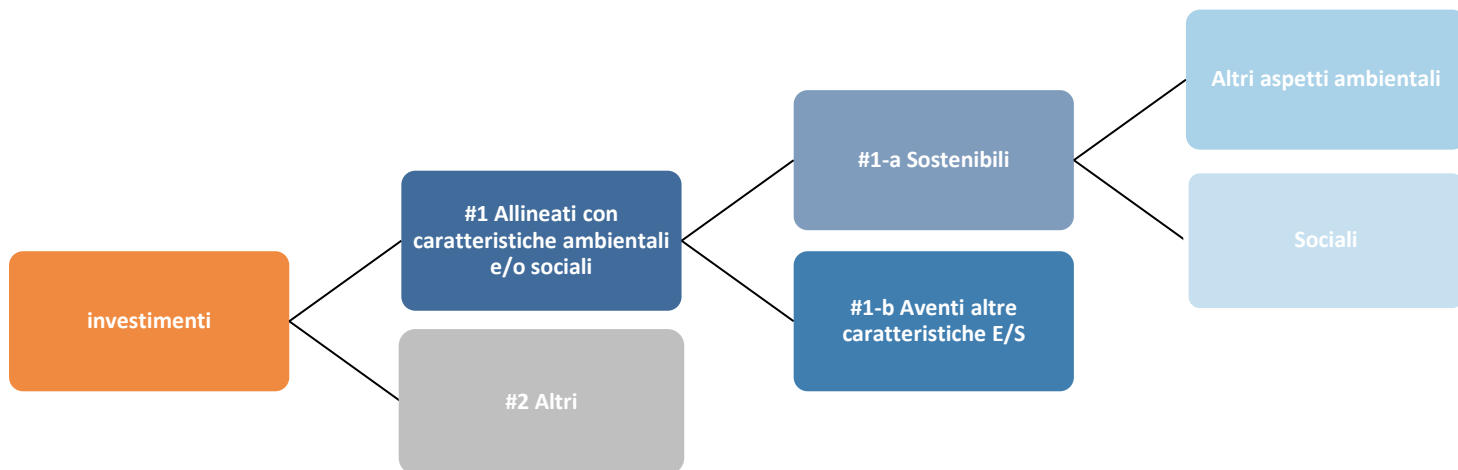 Altri aspetti ambientali
#1-a Sostenibili
#1 Allineati con
caratteristiche ambientali
e/o sociali
Sociali
investimenti
#1-b Aventi altre
caratteristiche E/S
#2 Altri